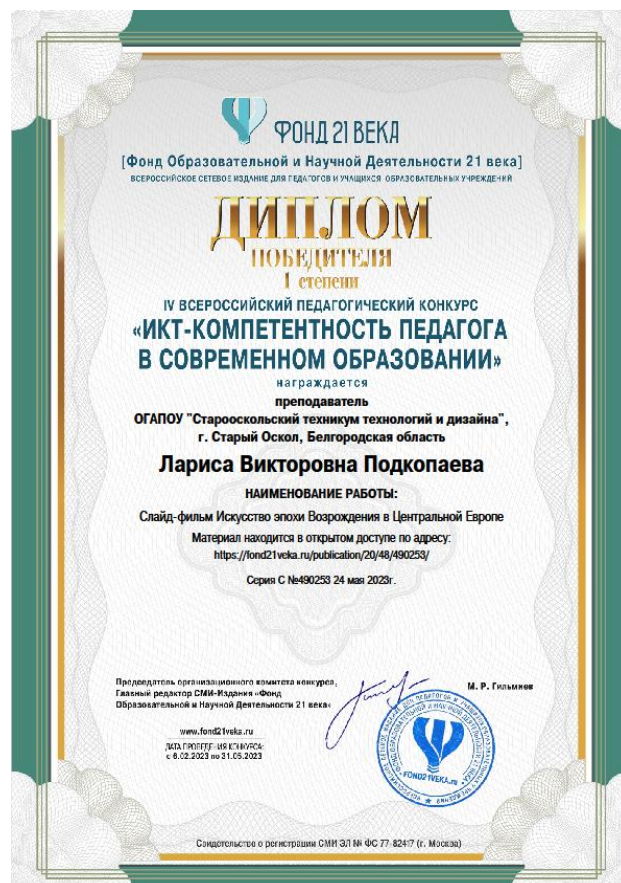 ФОНД 21 ВЕКА
[Фонд Образовательной и Научной Деятельности 21 века]
ВСЕРОССИЙСКОЕ СЕТЕВОЕ ИЗДАНИЕ ДЛЯ ПЕДАГОГОВ И УЧАЩИХСЯ ОБРАЗОВАТЕЛЬНЫХ УЧРЕЖДЕНИЙ
ДИПЛОМ
ПОБЕДИТЕЛЯ
I степени
IV ВСЕРОССИЙСКИЙ ПЕДАГОГИЧЕСКИЙ КОНКУРС
«ИКТ-КОМПЕТЕНТНОСТЬ ПЕДАГОГА
В СОВРЕМЕННОМ ОБРАЗОВАНИИ»
награждается
преподаватель
ОГАПОУ "Старооскольский техникум технологий и дизайна",
г. Старый Оскол, Белгородская область
Лариса Викторовна Подкопаева
НАИМЕНОВАНИЕ РАБОТЫ:
Слайд-фильм Искусство эпохи Возрождения в Центральной Европе
Материал находится в открытом доступе по адресу:
https://fond21veka.ru/publication/20/48/490253/
Серия С №490253 24 мая 2023г.
Председатель организационного комитета конкурса,
Главный редактор СМИ-Издания «Фонд
Образовательной и Научной Деятельности 21 века»
М. Р. Гильмиев
www.fond21veka.ru
ДАТА ПРОВЕДЕНИЯ КОНКУРСА:
с 6.02.2023 по 31.05.2023
FOND21VEKA.ru
Свидетельство о регистрации СМИ ЭЛ № ФС 77-82417 (г. Москва)